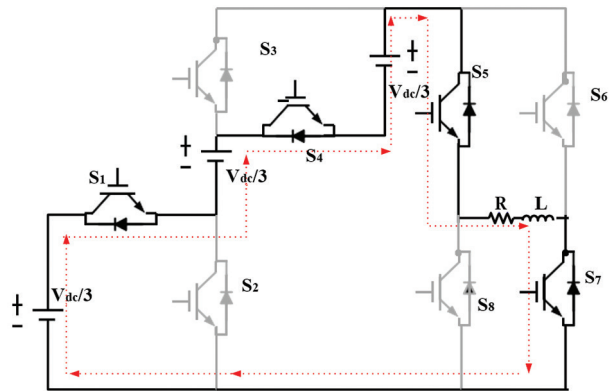 S3
S5
S6
+
-
Vdc/3
S4
+
-
S1
Vdc/3
R L
S2
S7
S8
+
-
Vdc/3